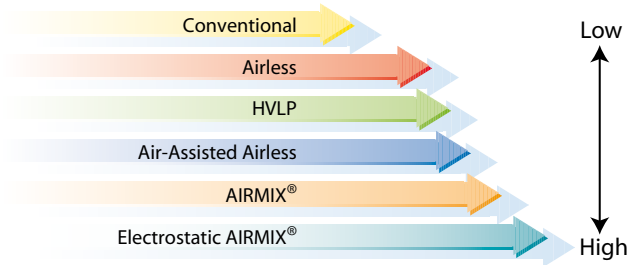 Conventional
Low
Airless
HVLP
Air-Assisted Airless
AIRMIX®
Electrostatic AIRMIX®
High